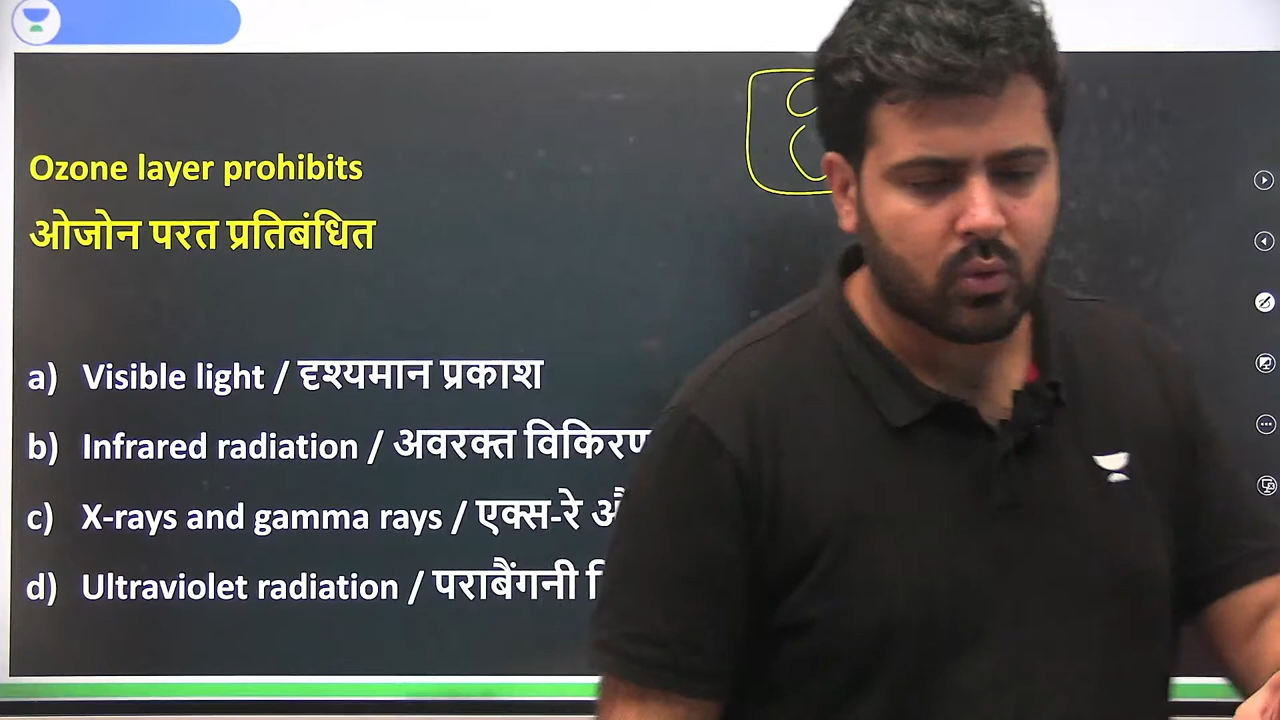 Ozone layer prohibits
ओजोन परत प्रतिबंधित
a) Visible light / दृश्यमान प्रकाश
b) Infrared radiation / अवरक्त विकिरण
c) X-rays and gamma rays / एक्स-रे
d) Ultraviolet radiation / पराबैंगनी